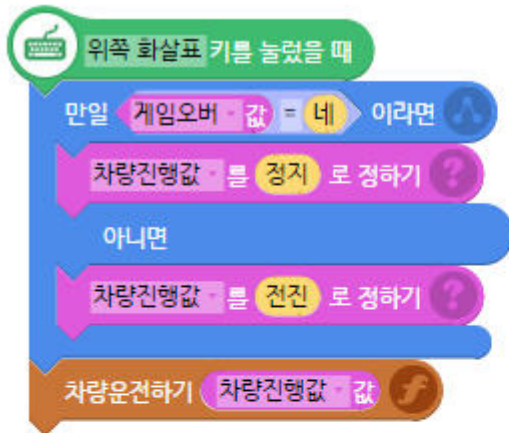 위쪽 화살표 키를 눌렀을 때
만일 게임오버 값 = 네 이라면
차량진행값 를 정지 로 정하기 ?
아니면
차량진행값 를 전진 로 정하기 ?
차량운전하기 차량진행값 값 f